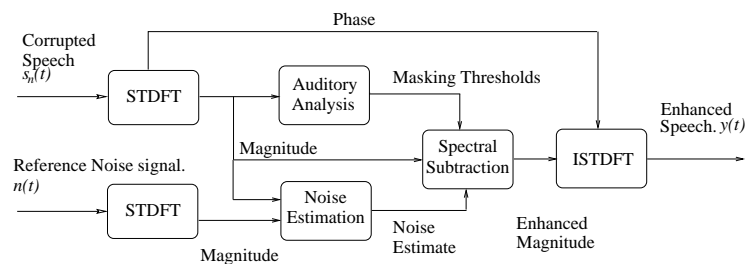 Phase
Corrupted
Speech
s_n(t)
STDFT
Auditory
Analysis
Masking Thresholds
Enhanced
Speech. y(t)
Magnitude
Spectral
Subtraction
ISTDFT
Reference Noise signal.
n(t)
STDFT
Noise
Estimation
Magnitude
Noise
Estimate
Enhanced
Magnitude